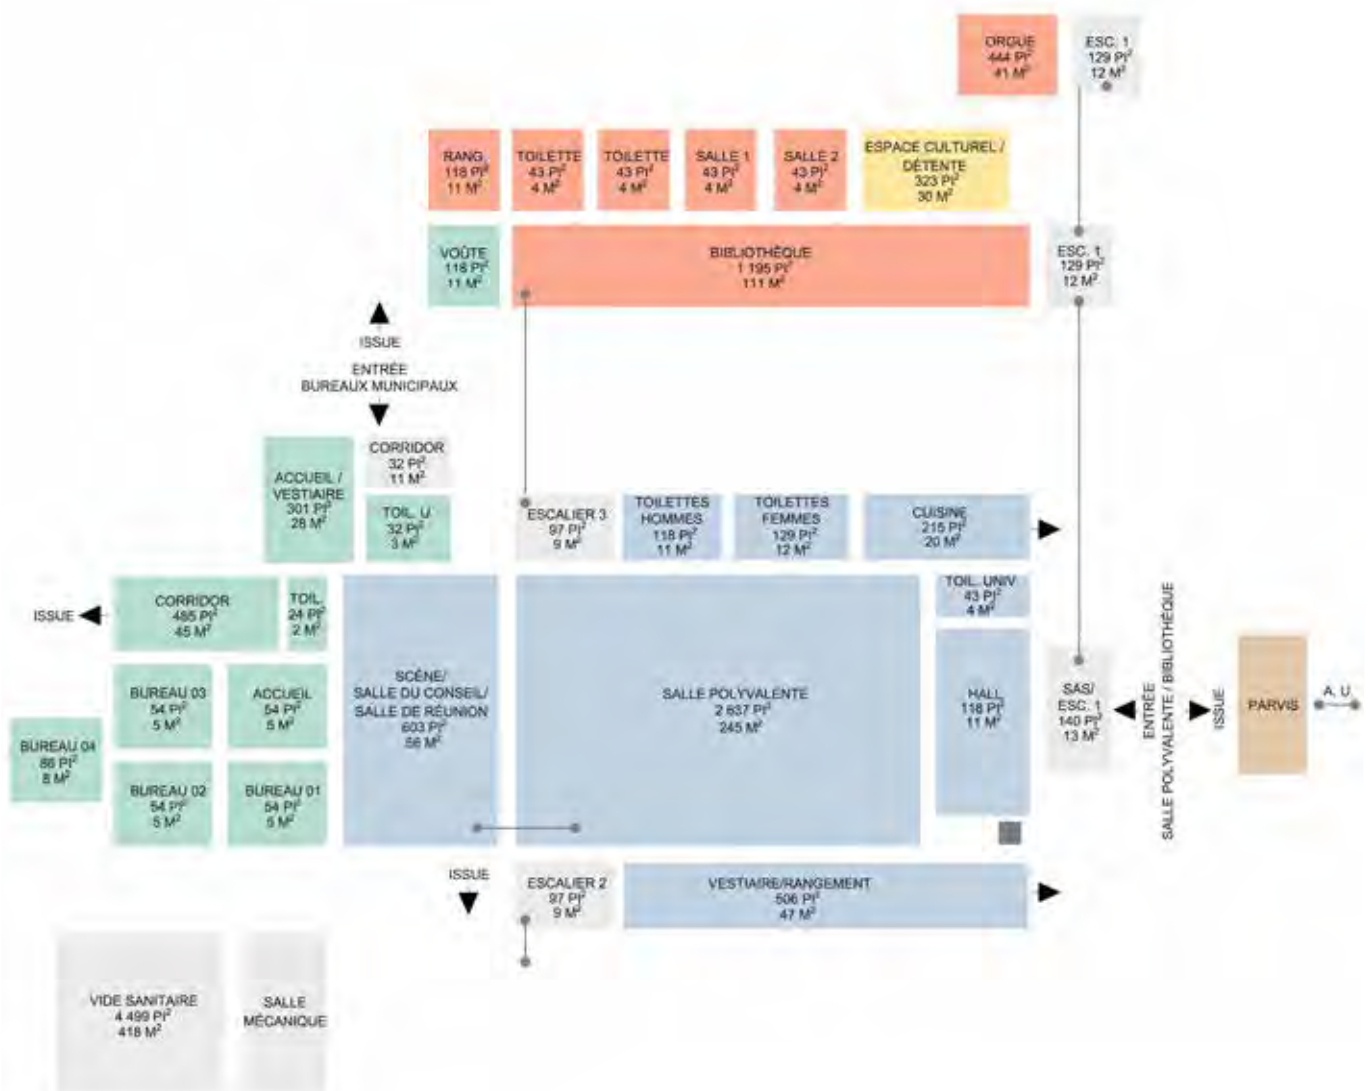 ORGUE
444 PI²
41 M²
ESC. 1
129 PI²
12 M²
RANG.
118 PI²
11 M²
TOILETTE
43 PI²
4 M²
TOILETTE
43 PI²
4 M²
SALLE 1
43 PI²
4 M²
SALLE 2
43 PI²
4 M²
ESPACE CULTUREL /
DÉTENTE
323 PI²
30 M²
VOÛTE
118 PI²
11 M²
BIBLIOTHÈQUE
1 195 PI²
111 M²
ESC. 1
129 PI²
12 M²
ISSUE
ENTRÉE
BUREAUX MUNICIPAUX
ACCUEIL /
VESTIAIRE
301 PI²
28 M²
CORRIDOR
32 PI²
11 M²
TOIL. U
32 PI²
3 M²
ESCALIER 3
97 PI²
9 M²
TOILETTES
HOMMES
118 PI²
11 M²
TOILETTES
FEMMES
129 PI²
12 M²
CUISINE
215 PI²
20 M²
ISSUE
CORRIDOR
485 PI²
45 M²
TOIL.
24 PI²
2 M²
SCÈNE/
SALLE DU CONSEIL/
SALLE DE RÉUNION
603 PI²
56 M²
SALLE POLYVALENTE
2 637 PI²
245 M²
TOIL. UNIV
43 PI²
4 M²
HALL
118 PI²
11 M²
SAS/
ESC. 1
140 PI²
13 M²
ENTRÉE
SALLE POLYVALENTE / BIBLIOTHÈQUE
ISSUE
PARVIS
A. U.
BUREAU 03
54 PI²
5 M²
ACCUEIL
54 PI²
5 M²
BUREAU 04
86 PI²
8 M²
BUREAU 02
54 PI²
5 M²
BUREAU 01
54 PI²
5 M²
ISSUE
ESCALIER 2
97 PI²
9 M²
VESTIAIRE/RANGEMENT
506 PI²
47 M²
VIDE SANITAIRE
4 499 PI²
418 M²
SALLE
MÉCANIQUE